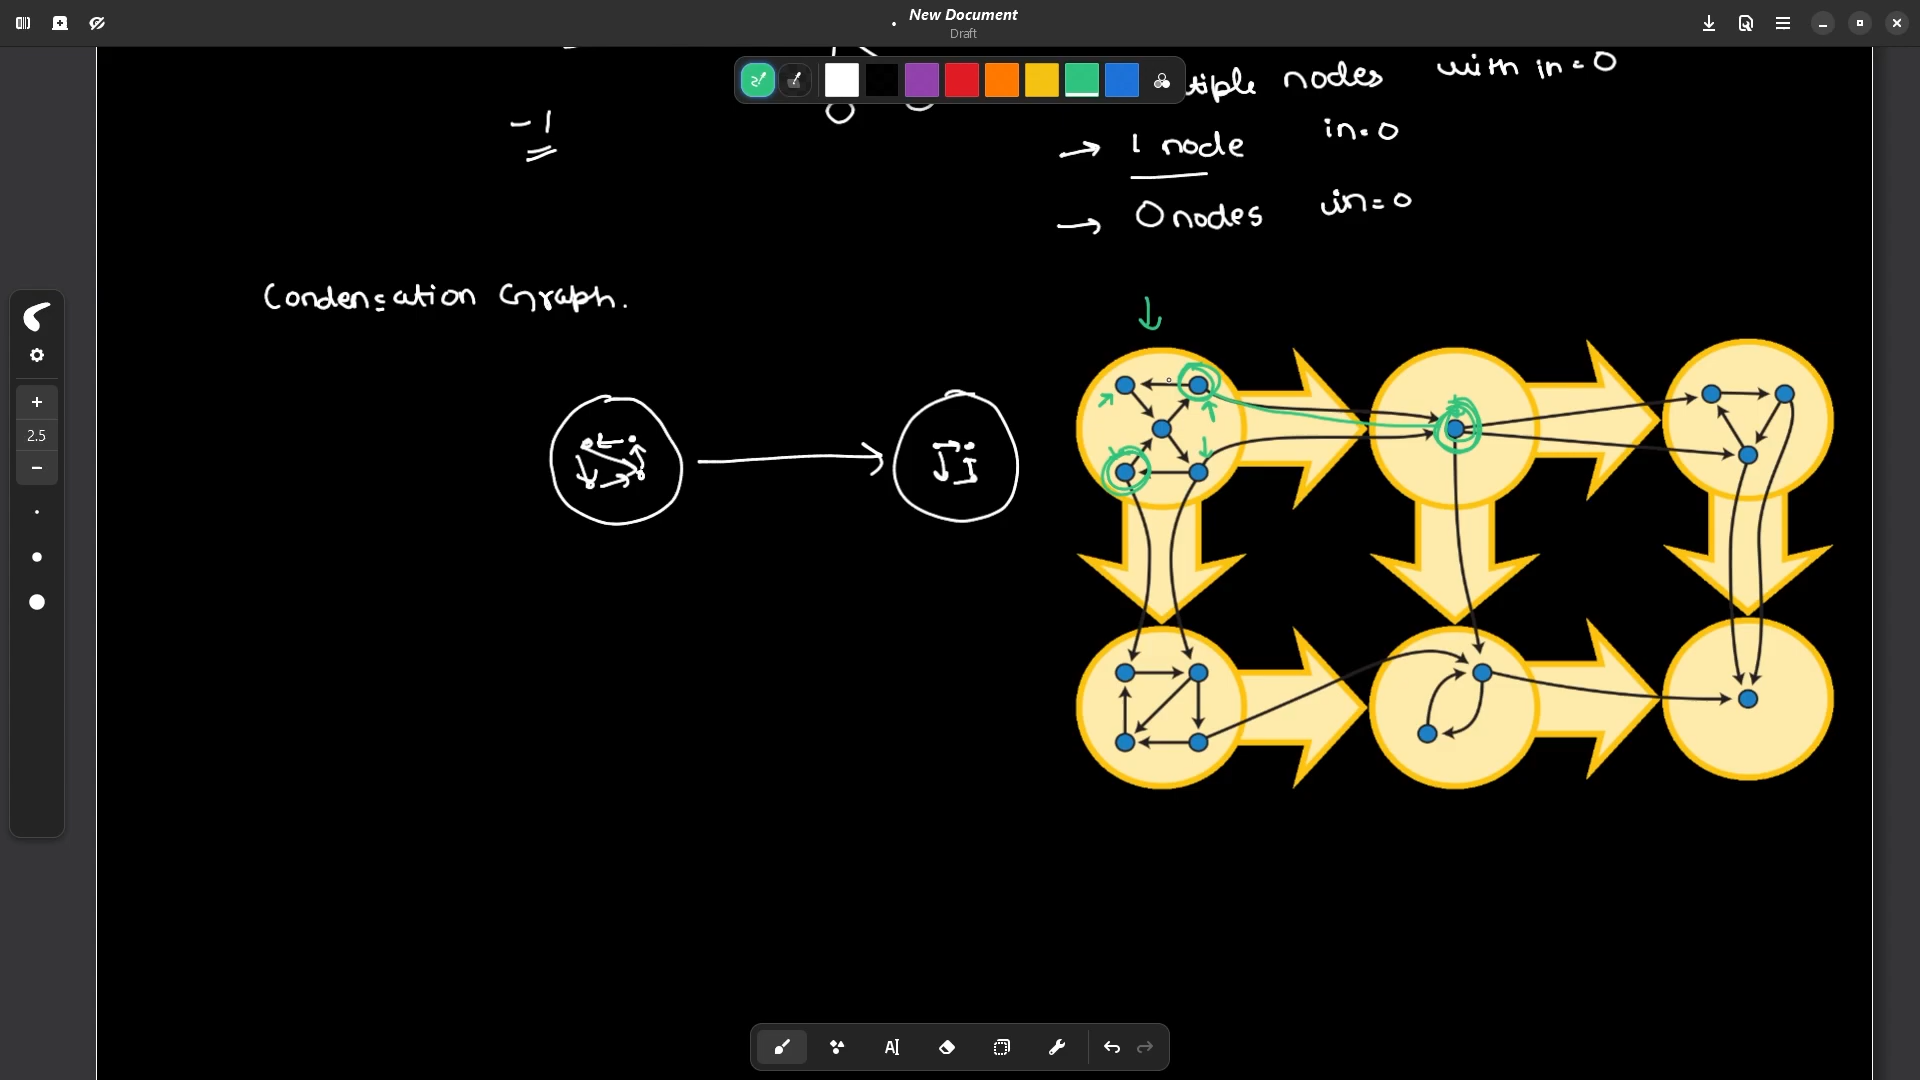 New Document
Draft
tiple nodes with in=0
-1
→ 1 node in=0
→ 0 nodes in=0
Condensation Graph.
2.5